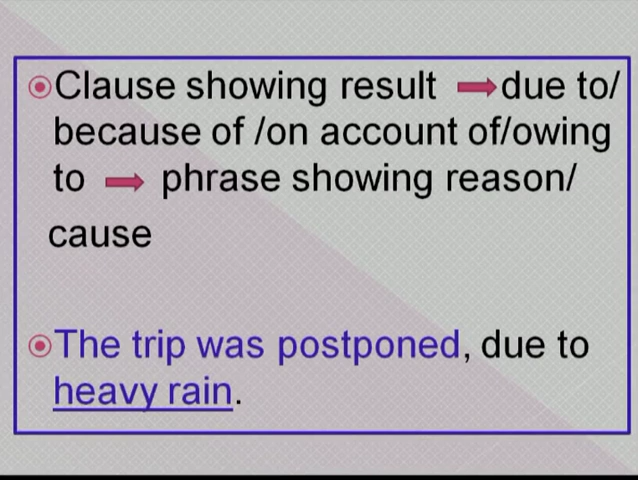 Clause showing result ➡ due to/
because of /on account of/owing
to ➡ phrase showing reason/
cause
The trip was postponed, due to
heavy rain.